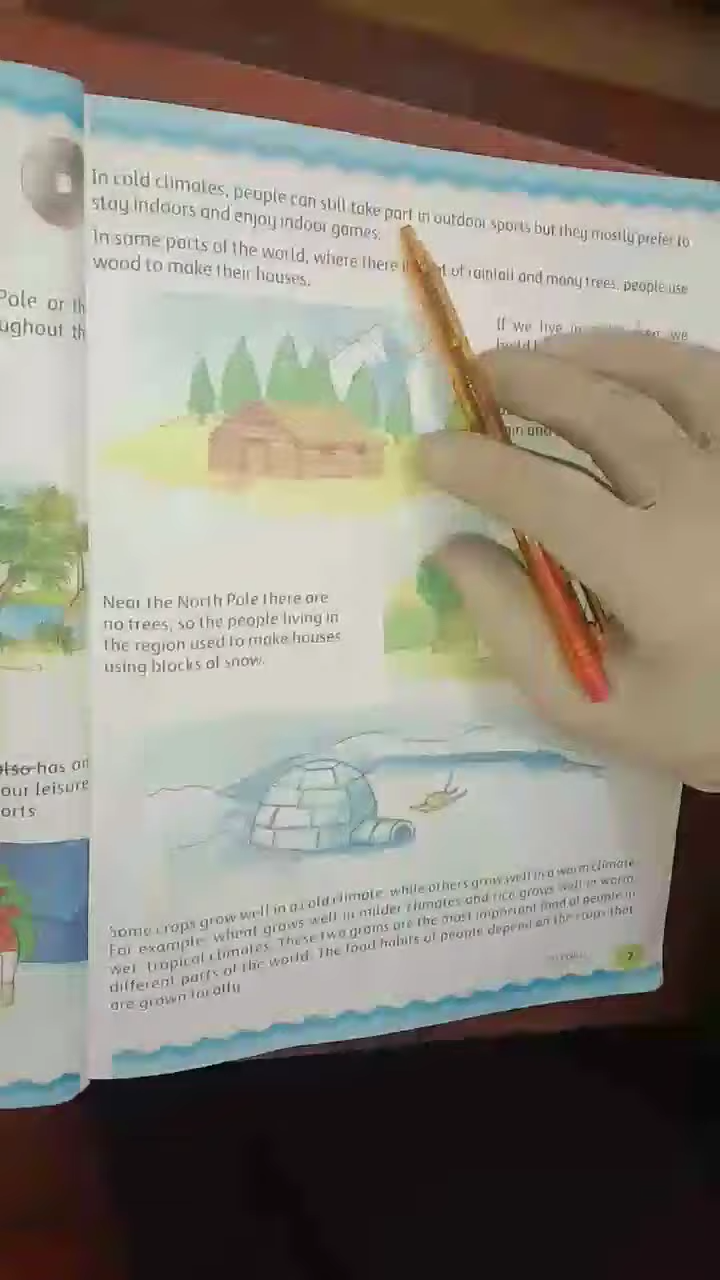 Pole or th
ughout th
also has an
our leisure
orts
In cold climates, people can still take part in outdoor sports but they mostly prefer to
stay indoors and enjoy indoor games.
In some parts of the world, where there of rainfall and many trees, people use
wood to make their houses.
If we live we
and
Near the North Pole there are
no trees, so the people living in
the region used to make houses
using blocks of snow.
Some crops grow well in a cold climate, while others grow well in a warm climate.
For example, wheat grows well in milder climates and rice grows well in warm,
wet, tropical climates. These two grains are the most important food of people in
different parts of the world. The food habits of people depend on the crops that
are grown locally.
7